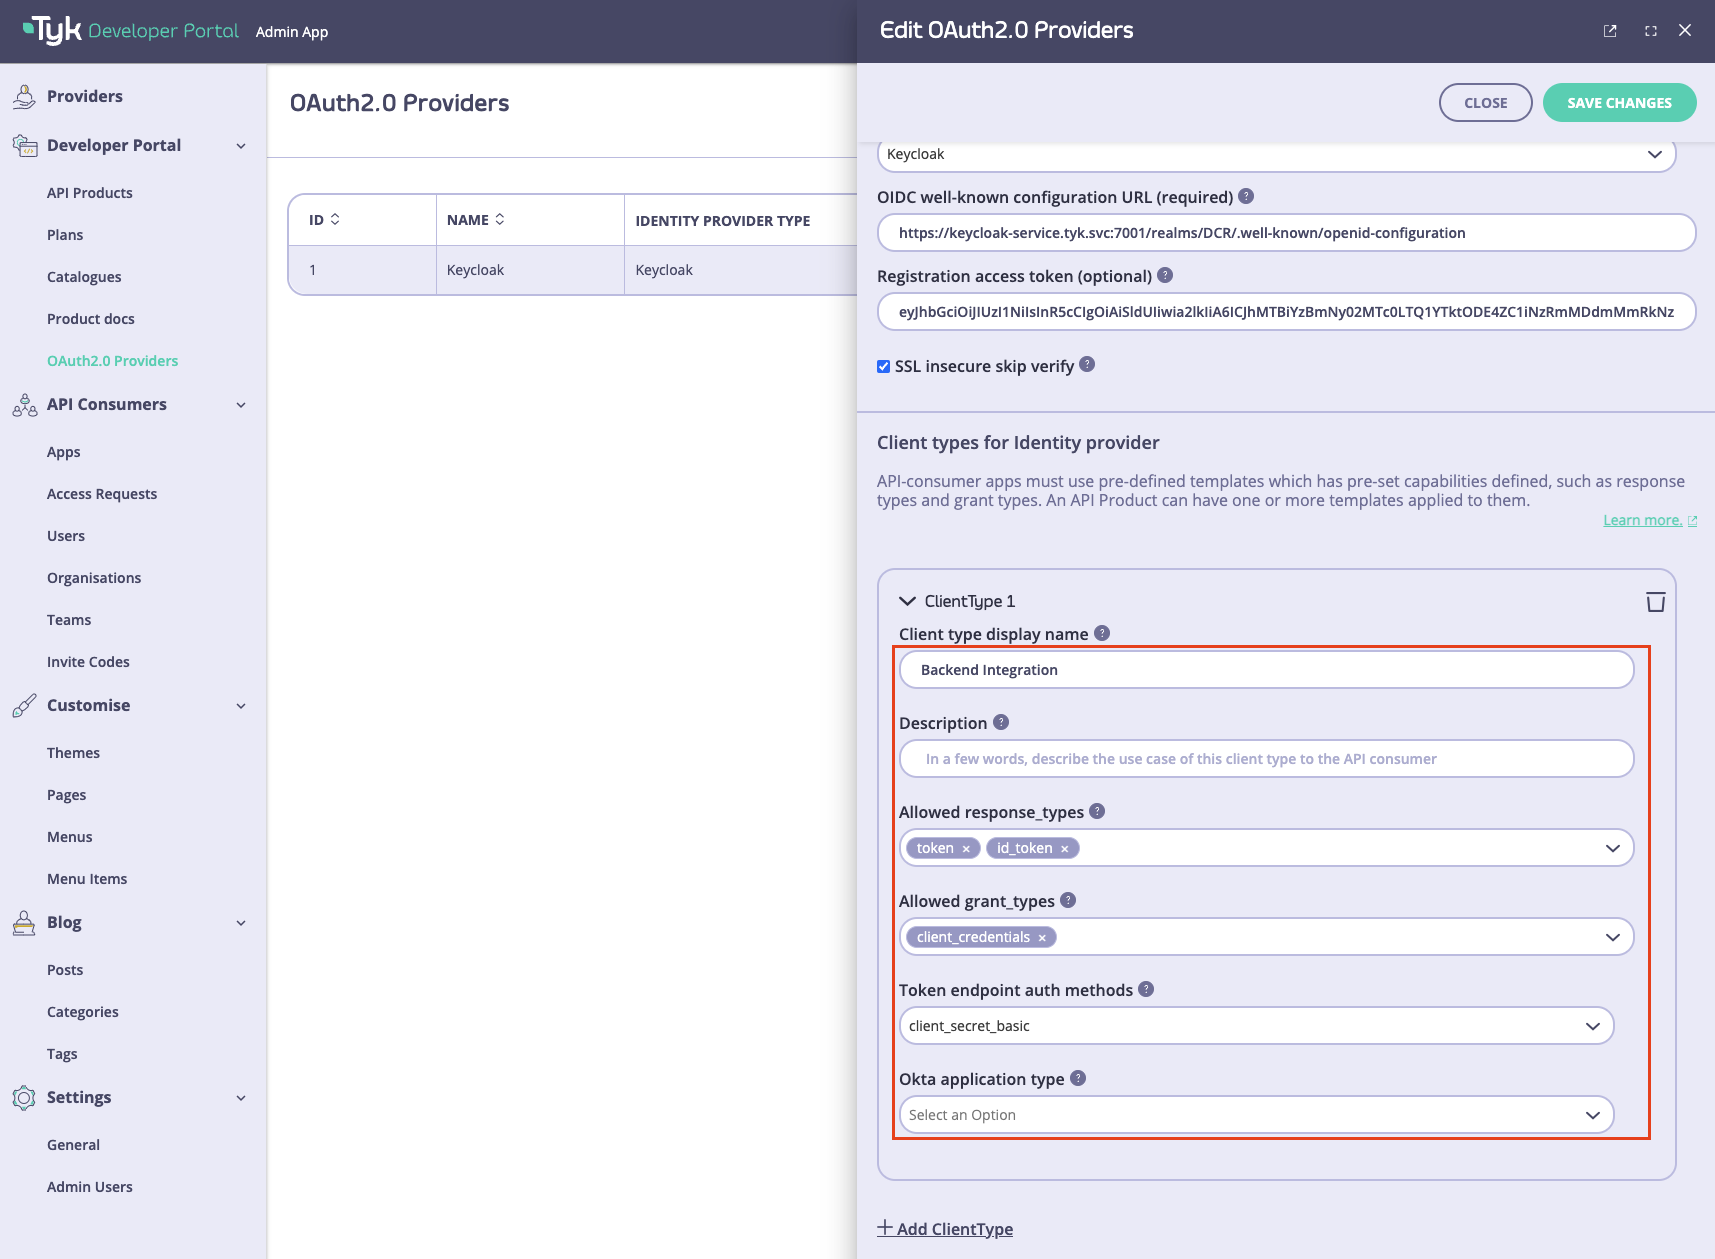 Tyk Developer Portal Admin App
Providers
Developer Portal
API Products
Plans
Catalogues
Product docs
OAuth2.0 Providers
API Consumers
Apps
Access Requests
Users
Organisations
Teams
Invite Codes
Customise
Themes
Pages
Menus
Menu Items
Blog
Posts
Categories
Tags
Settings
General
Admin Users
OAuth2.0 Providers
ID NAME IDENTITY PROVIDER TYPE
1 Keycloak Keycloak
Edit OAuth2.0 Providers
CLOSE SAVE CHANGES
Keycloak
OIDC well-known configuration URL (required) ?
https://keycloak-service.tyk.svc:7001/realms/DCR/.well-known/openid-configuration
Registration access token (optional) ?
SSL insecure skip verify ?
Client types for Identity provider
API-consumer apps must use pre-defined templates which has pre-set capabilities defined, such as response
types and grant types. An API Product can have one or more templates applied to them.
Learn more.
ClientType 1
Client type display name ?
Backend Integration
Description ?
In a few words, describe the use case of this client type to the API consumer
Allowed response_types ?
token × id_token ×
Allowed grant_types ?
client_credentials ×
Token endpoint auth methods ?
client_secret_basic
Okta application type ?
Select an Option
+ Add ClientType